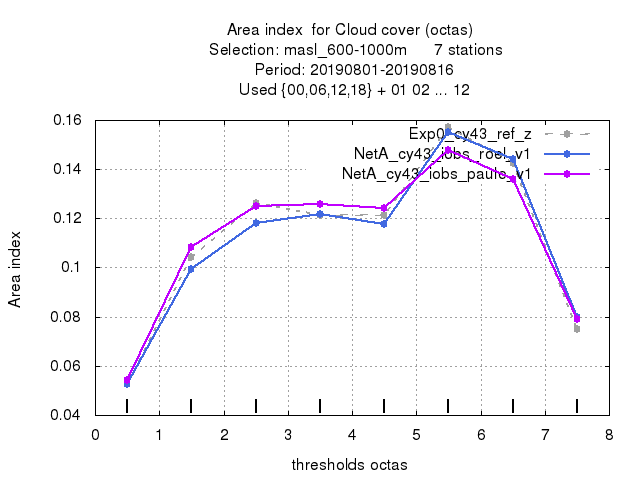 Area index  for Cloud cover (octas)
Selection: masl_600-1000m      7 stations
Period: 20190801-20190816
Used {00,06,12,18} + 01 02 ... 12
0.16
0.14
0.12
0.1
0.08
0.06
0.04
Area index
NetA_cy43_iobs_roel_v1
NetA_cy43_iobs_paulo_v1
0 1 2 3 4 5 6 7 8
thresholds octas